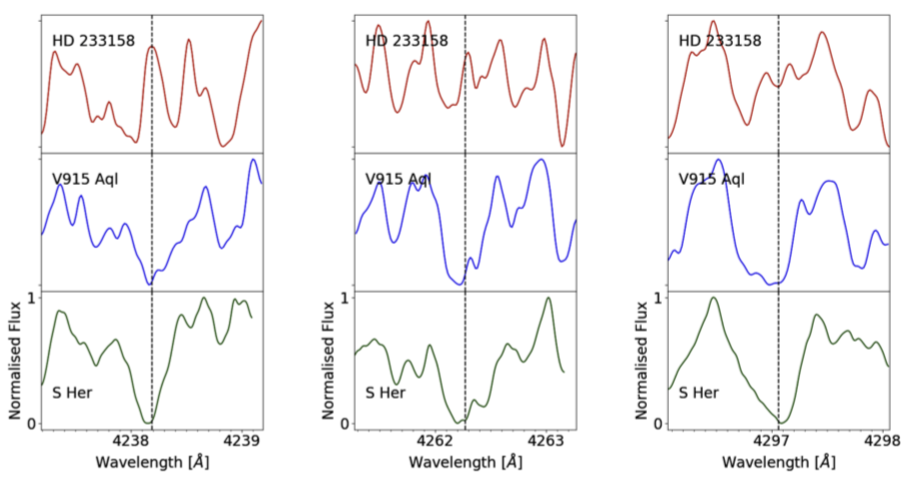 HD 233158
HD 233158
HD 233158
V915 Aql
V915 Aql
V915 Aql
1
1
1
Normalised Flux
Normalised Flux
Normalised Flux
S Her
S Her
S Her
0
0
0
4238 4239
4262 4263
4297 4298
Wavelength [Å]
Wavelength [Å]
Wavelength [Å]